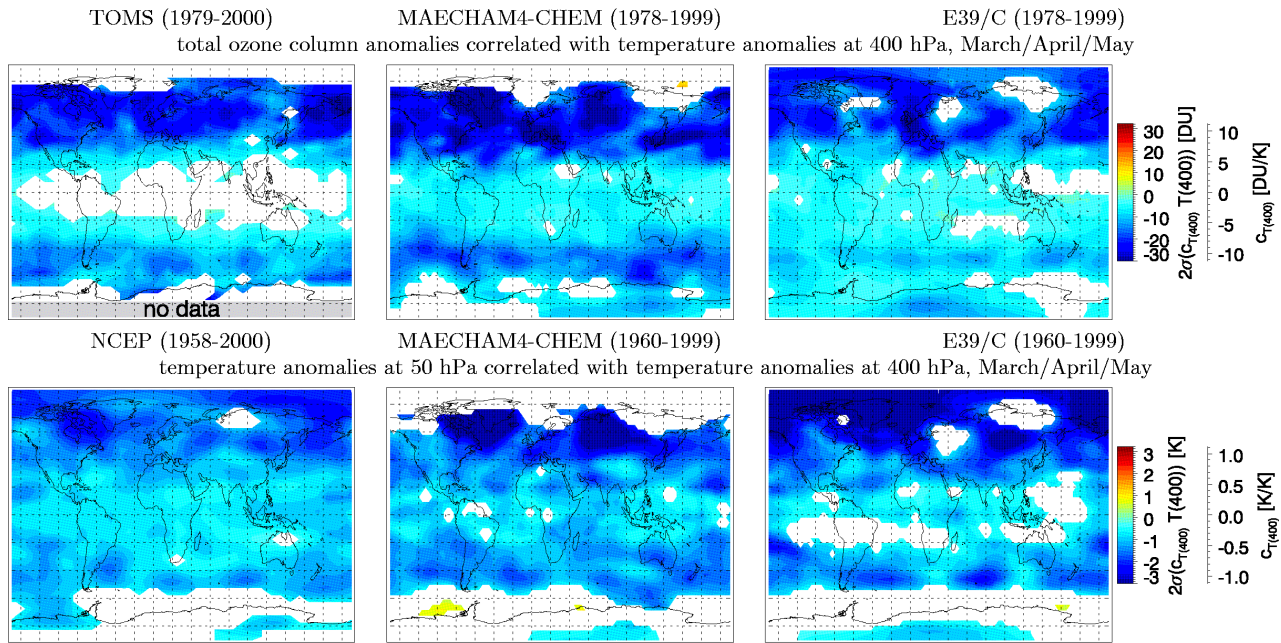 TOMS (1979-2000) MAECHAM4-CHEM (1978-1999) E39/C (1978-1999)
total ozone column anomalies correlated with temperature anomalies at 400 hPa, March/April/May
30
20
10
0
-10
-20
-30
2σ(c_T(400) T(400)) [DU]
10
5
0
-5
-10
c_T(400) [DU/K]
no data
NCEP (1958-2000) MAECHAM4-CHEM (1960-1999) E39/C (1960-1999)
temperature anomalies at 50 hPa correlated with temperature anomalies at 400 hPa, March/April/May
3
2
1
0
-1
-2
-3
2σ(c_T(400) T(400)) [K]
1.0
0.5
0.0
-0.5
-1.0
c_T(400) [K/K]